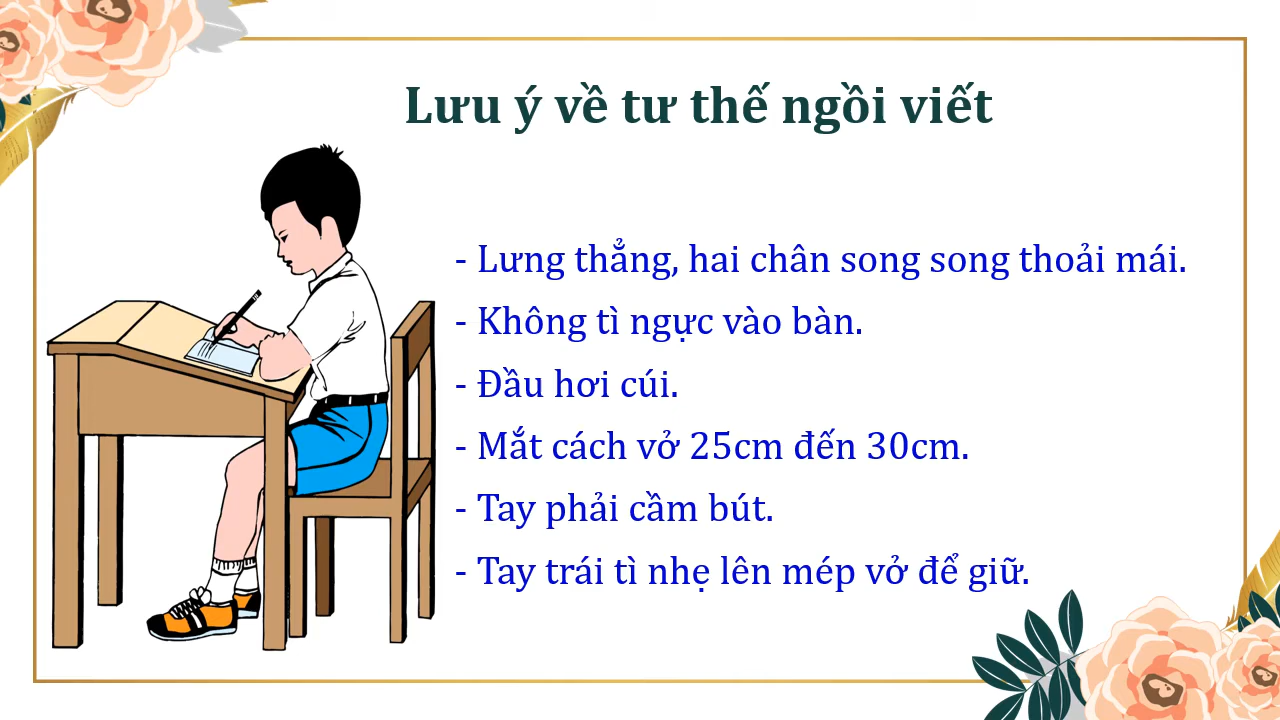 Lưu ý về tư thế ngồi viết
- Lưng thẳng, hai chân song song thoải mái.
- Không tì ngực vào bàn.
- Đầu hơi cúi.
- Mắt cách vở 25cm đến 30cm.
- Tay phải cầm bút.
- Tay trái tì nhẹ lên mép vở để giữ.